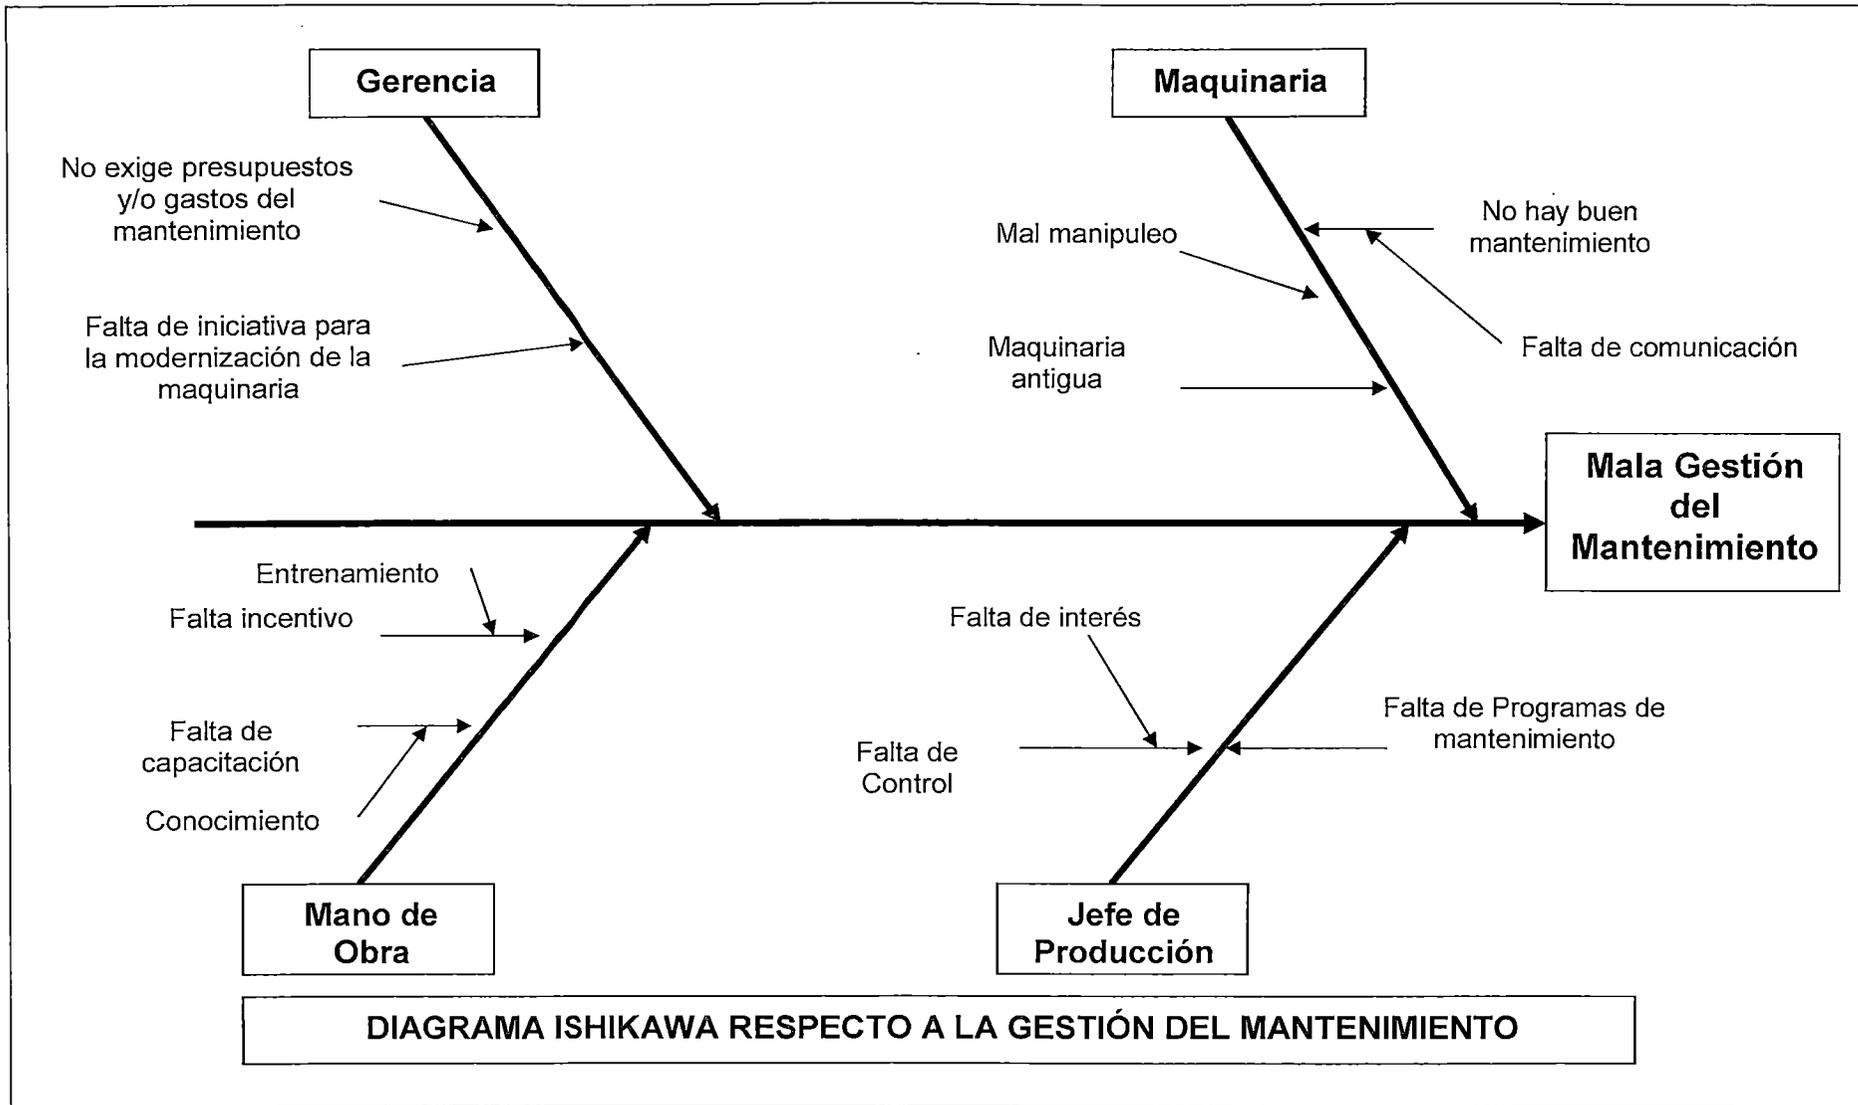 Gerencia
Maquinaria
No exige presupuestos
y/o gastos del
mantenimiento
Falta de iniciativa para
la modernización de la
maquinaria
Mal manipuleo
No hay buen
mantenimiento
Maquinaria
antigua
Falta de comunicación
Mala Gestión
del
Mantenimiento
Entrenamiento
Falta incentivo
Falta de
capacitación
Conocimiento
Falta de interés
Falta de
Control
Falta de Programas de
mantenimiento
Mano de
Obra
Jefe de
Producción
DIAGRAMA ISHIKAWA RESPECTO A LA GESTIÓN DEL MANTENIMIENTO